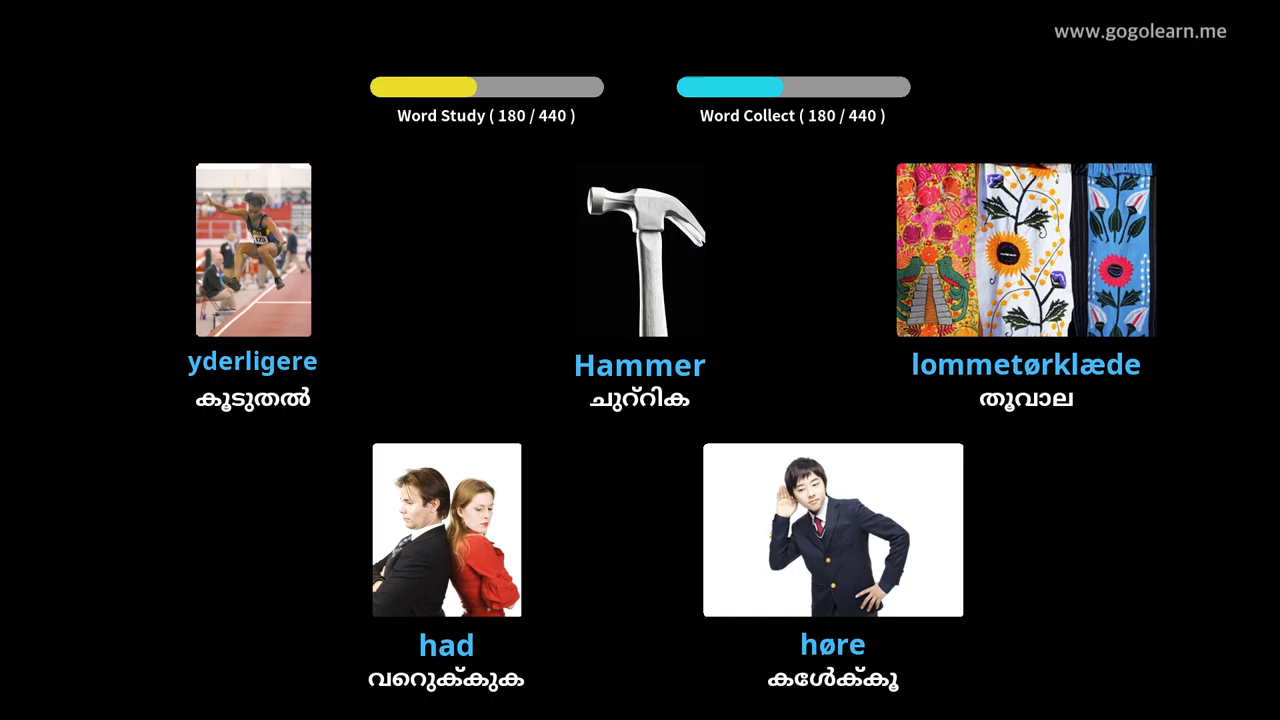 www.gogolearn.me
Word Study ( 180 / 440 )
Word Collect ( 180 / 440 )
yderligere
കൂടുതൽ
Hammer
ചുറ്റിക
lommetørklæde
തൂവാല
had
വെറുക്കുക
høre
കേൾക്കൂ